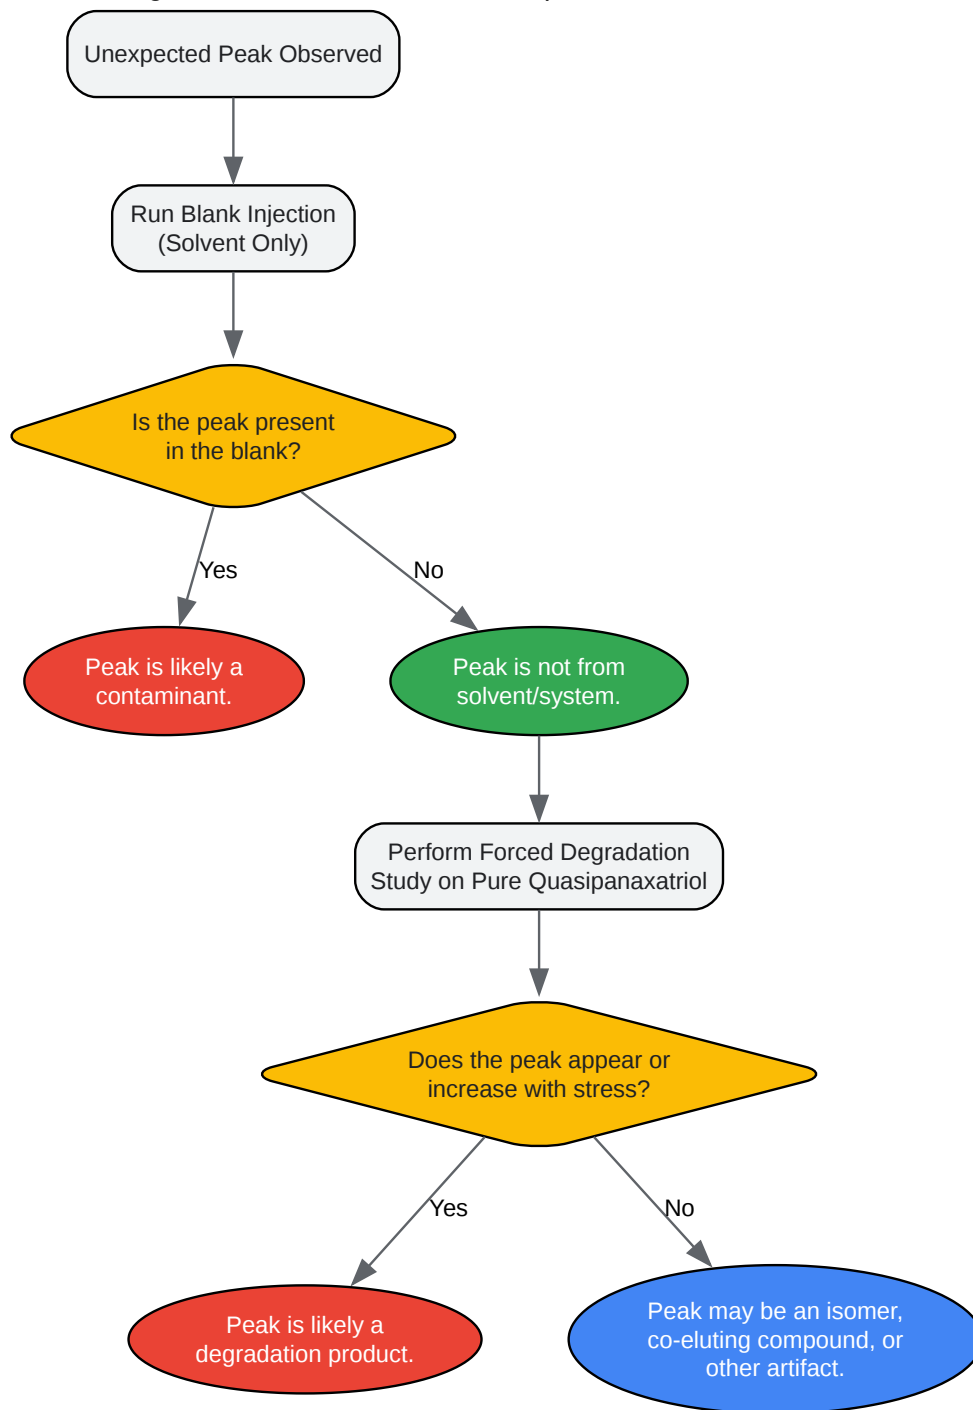 Unexpected Peak Observed
Run Blank Injection
(Solvent Only)
Is the peak present
in the blank?
Yes
No
Peak is likely a
contaminant.
Peak is not from
solvent/system.
Perform Forced Degradation
Study on Pure Quasipanaxatriol
Does the peak appear or
increase with stress?
Yes
No
Peak is likely a
degradation product.
Peak may be an isomer,
co-eluting compound, or
other artifact.